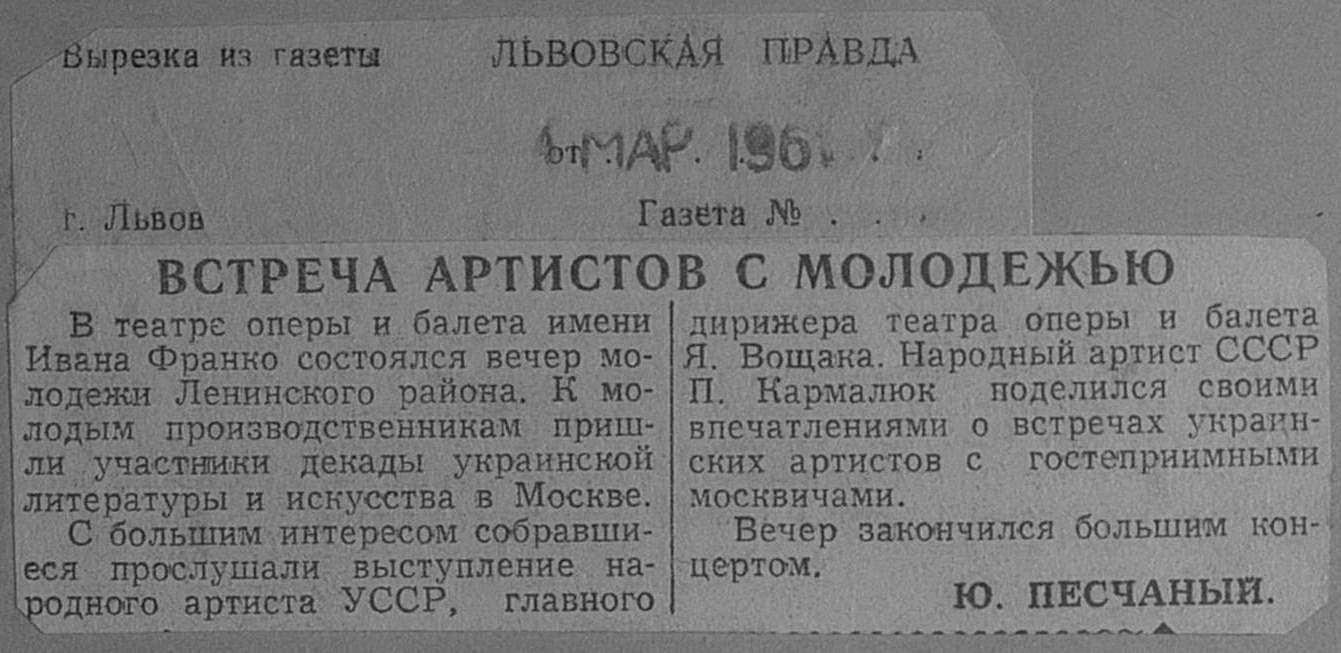 Вырезка из газеты ЛЬВОВСКАЯ ПРАВДА
от МАР. 196
г. Львов Газета №
ВСТРЕЧА АРТИСТОВ С МОЛОДЕЖЬЮ
В театре оперы и балета имени
Ивана Франко состоялся вечер мо-
лодежи Ленинского района. К мо-
лодым производственникам приш-
ли участники декады украинской
литературы и искусства в Москве.
С большим интересом собравши-
еся прослушали выступление на-
родного артиста УССР, главного
дирижера театра оперы и балета
Я. Вощака. Народный артист СССР
П. Кармалюк поделился своими
впечатлениями о встречах украин-
ских артистов с гостеприимными
москвичами.
Вечер закончился большим кон-
цертом.
Ю. ПЕСЧАНЫЙ.